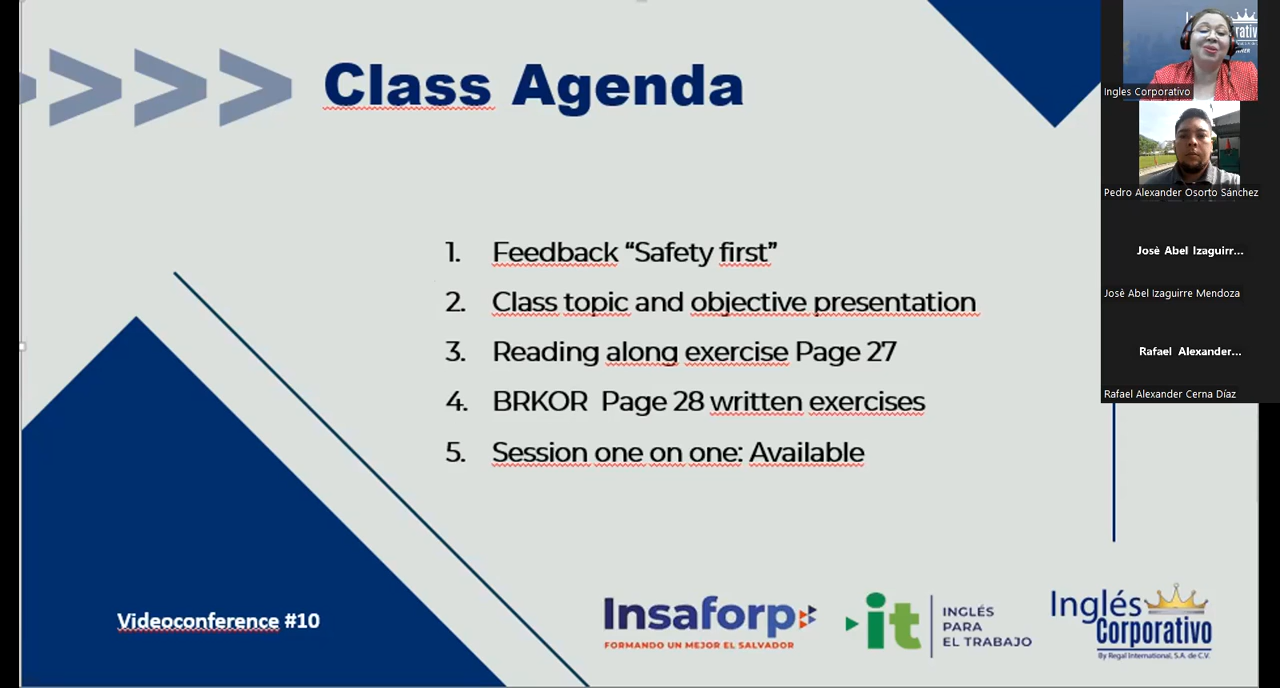 Class Agenda
1. Feedback “Safety first”
2. Class topic and objective presentation
3. Reading along exercise Page 27
4. BRKOR Page 28 written exercises
5. Session one on one: Available
Videoconference #10
Insaforp
FORMANDO UN MEJOR EL SALVADOR
it
INGLÉS
PARA
EL TRABAJO
Inglés
Corporativo
By Regal International, S.A. de C.V.
Ingles Corporativo
Pedro Alexander Osorto Sánchez
Josè Abel Izaguirr...
Josè Abel Izaguirre Mendoza
Rafael Alexander...
Rafael Alexander Cerna Díaz